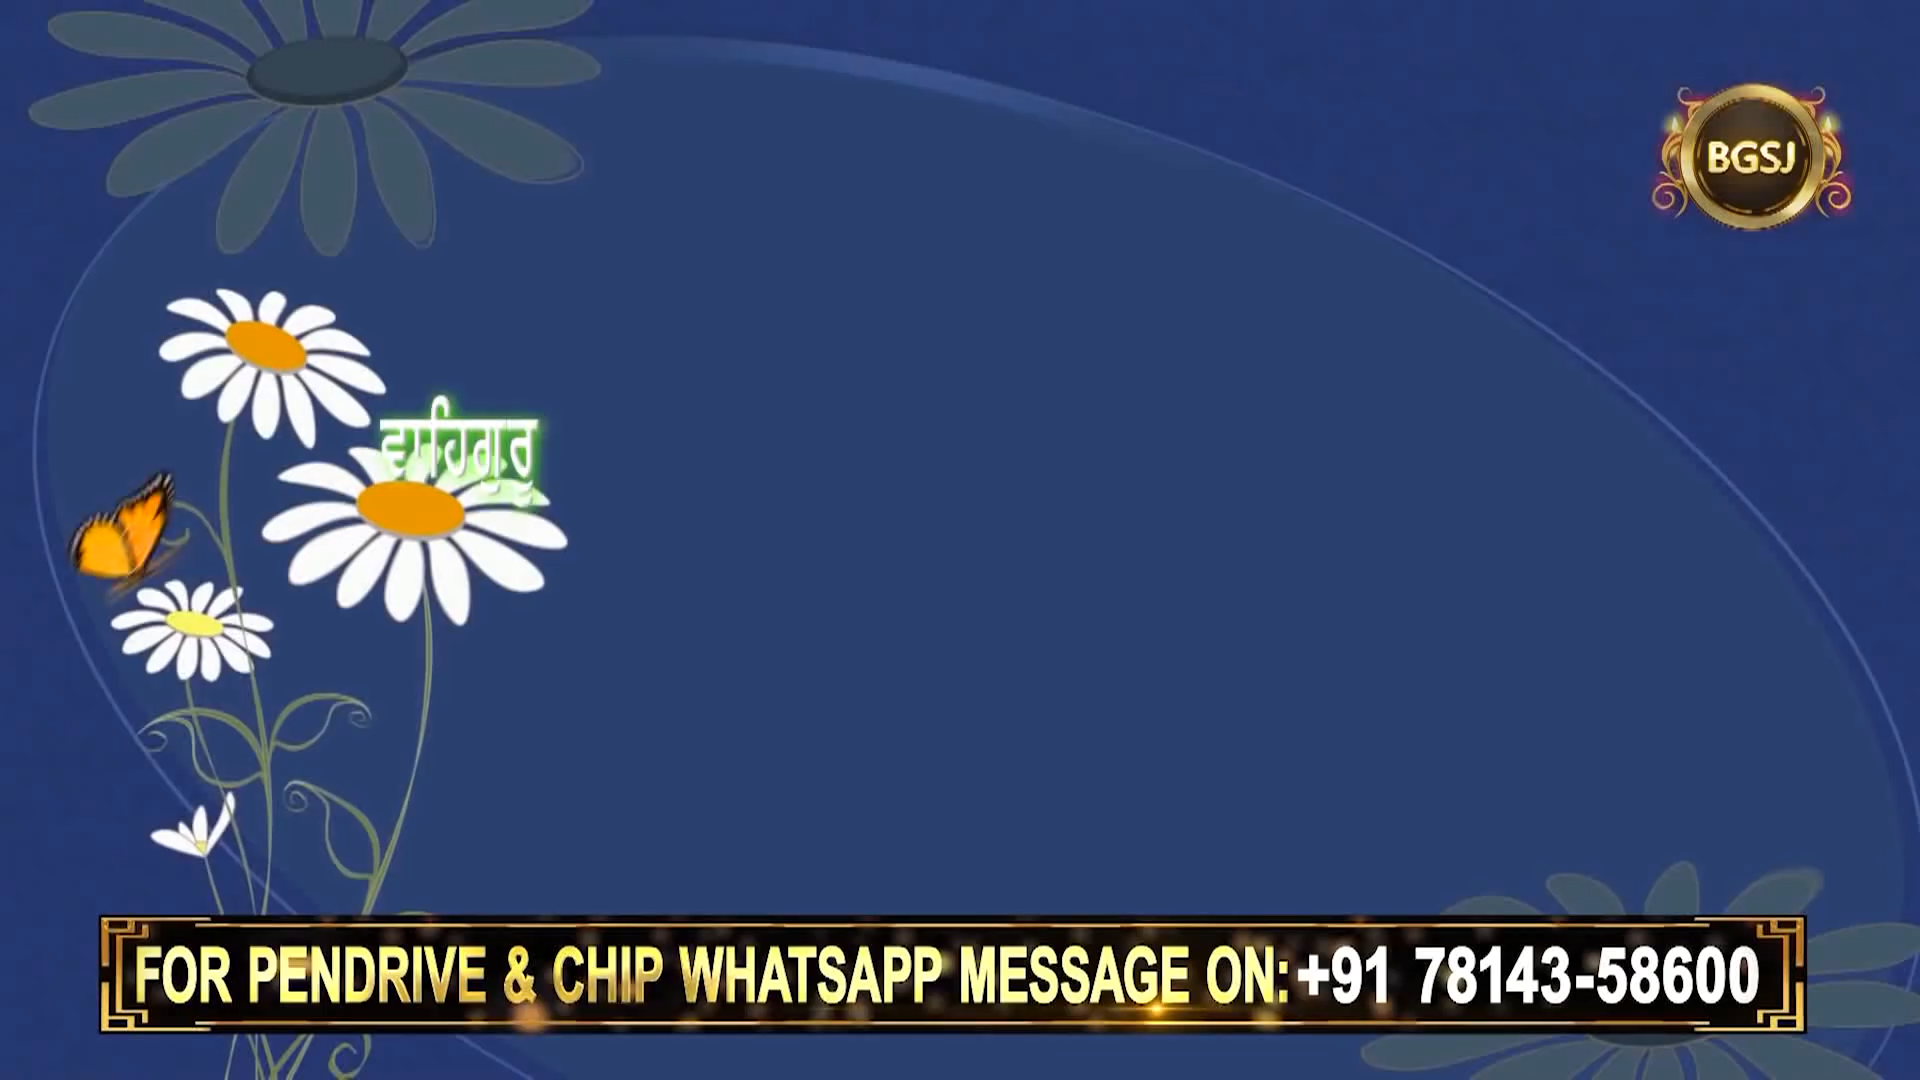 BGSJ
ਵਾਹਿਗੁਰੂ
FOR PENDRIVE & CHIP WHATSAPP MESSAGE ON: +91 78143-58600